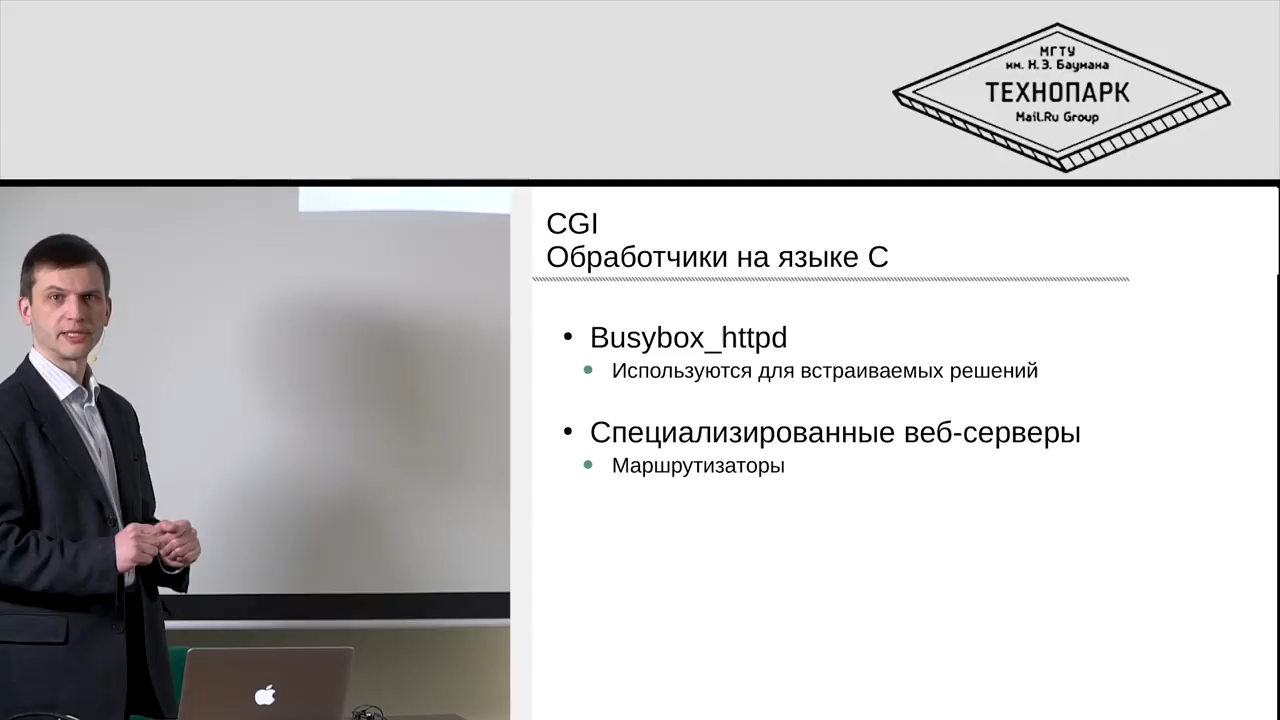 МГТУ
им. Н.Э. Баумана
ТЕХНОПАРК
Mail.Ru Group
CGI
Обработчики на языке C
• Busybox_httpd
• Используются для встраиваемых решений
• Специализированные веб-серверы
• Маршрутизаторы